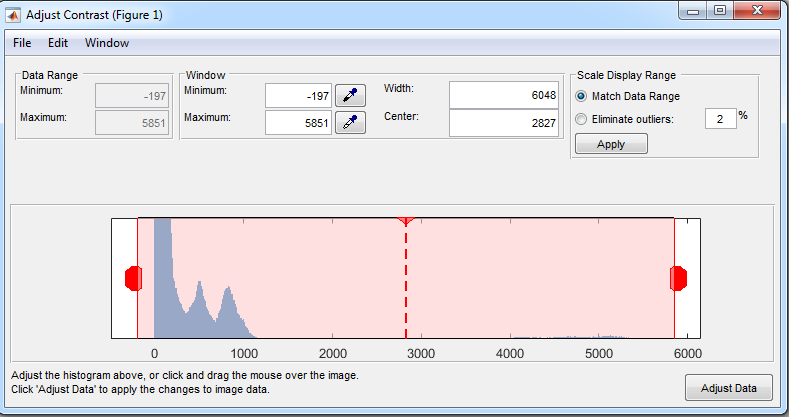 Adjust Contrast (Figure 1)
File Edit Window
Data Range
Minimum: -197
Maximum: 5851
Window
Minimum: -197
Maximum: 5851
Width: 6048
Center: 2827
Scale Display Range
Match Data Range
Eliminate outliers: 2 %
Apply
0 1000 2000 3000 4000 5000 6000
Adjust the histogram above, or click and drag the mouse over the image.
Click 'Adjust Data' to apply the changes to image data.
Adjust Data